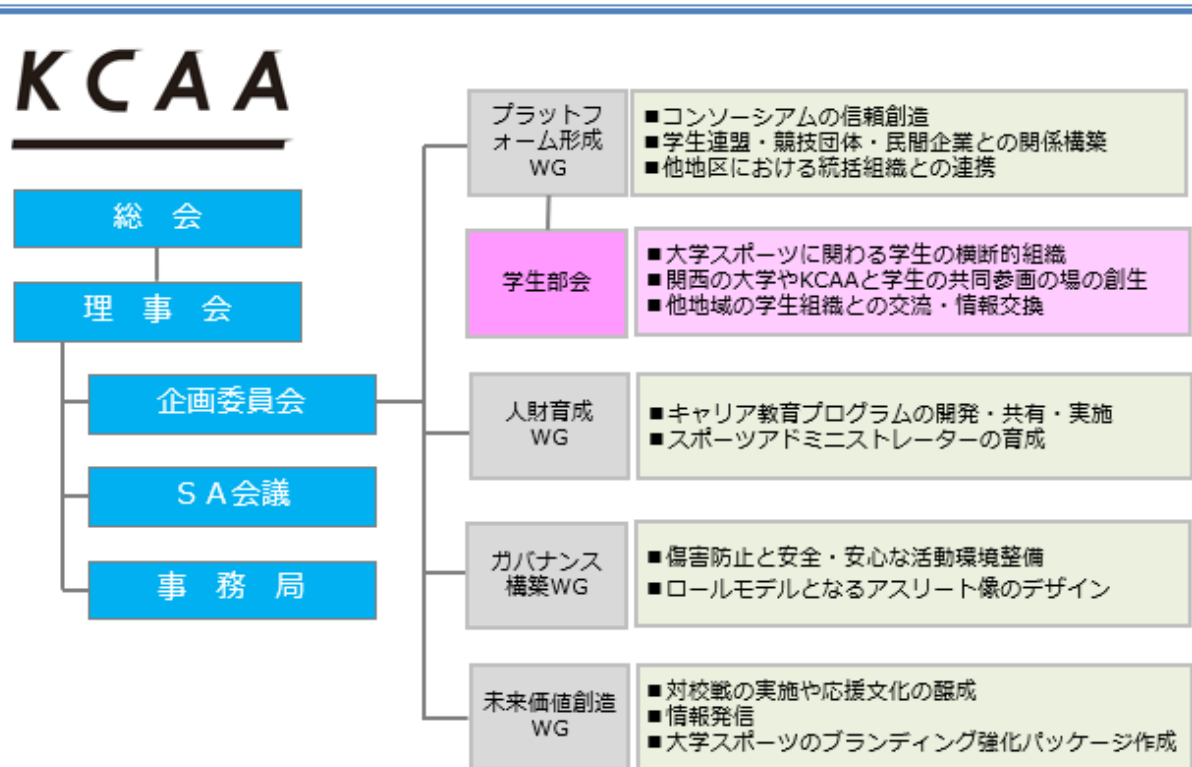 KCAA
総 会
理 事 会
企画委員会
SA会議
事 務 局
プラットフ
ォーム形成
WG
■コンソーシアムの信頼創造
■学生連盟・競技団体・民間企業との関係構築
■他地区における統括組織との連携
学生部会
■大学スポーツに関わる学生の横断的組織
■関西の大学やKCAAと学生の共同参画の場の創生
■他地域の学生組織との交流・情報交換
人財育成
WG
■キャリア教育プログラムの開発・共有・実施
■スポーツアドミニストレーターの育成
ガバナンス
構築WG
■傷害防止と安全・安心な活動環境整備
■ロールモデルとなるアスリート像のデザイン
未来価値創造
WG
■対校戦の実施や応援文化の醸成
■情報発信
■大学スポーツのブランディング強化パッケージ作成